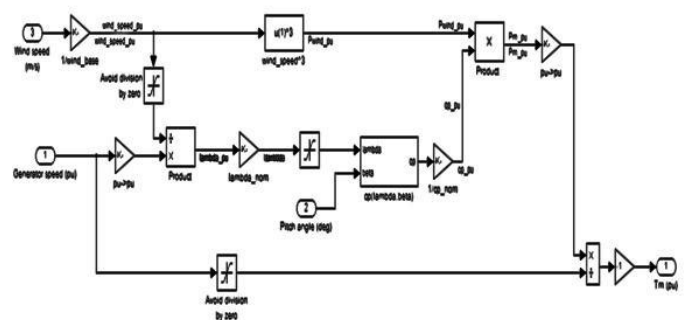 3
Wind speed
(m/s)
1/wind_base
wind_speed_pu
wind_speed_pu
u(1)^3
wind_speed^3
Pwind_pu
Pwind_pu
X
Product
Pm_pu
Pm_pu
pu->pu
Avoid division
by zero
÷
X
Product
lambda_pu
lambda_nom
lambda
lambda
beta
cp
cp(lambda,beta)
1/cp_nom
cp_pu
cp_pu
1
Generator speed (pu)
pu->pu
2
Pitch angle (deg)
Avoid division
by zero
X
÷
-1
1
Tm (pu)